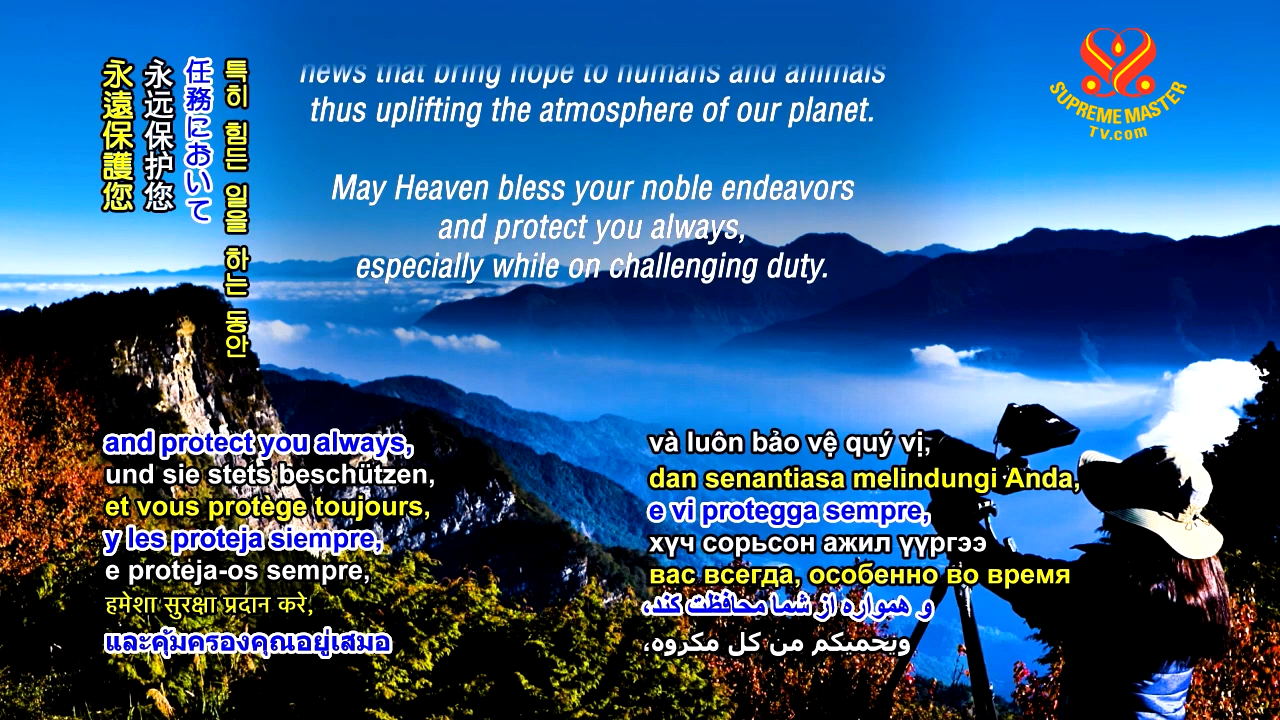 永遠保護您
永远保护您
任務において
특히 힘든 일을 하는 동안
news that bring hope to humans and animals
thus uplifting the atmosphere of our planet.
May Heaven bless your noble endeavors
and protect you always,
especially while on challenging duty.
SUPREME MASTER
TV.com
and protect you always,
und sie stets beschützen,
et vous protège toujours,
y les proteja siempre,
e proteja-os sempre,
हमेशा सुरक्षा प्रदान करे,
และคุ้มครองคุณอยู่เสมอ
và luôn bảo vệ quý vị,
dan senantiasa melindungi Anda,
e vi protegga sempre,
хүч сорьсон ажил үүргээ
вас всегда, особенно во время
و همواره از شما محافظت کند،
ويحميكم من كل مكروه،